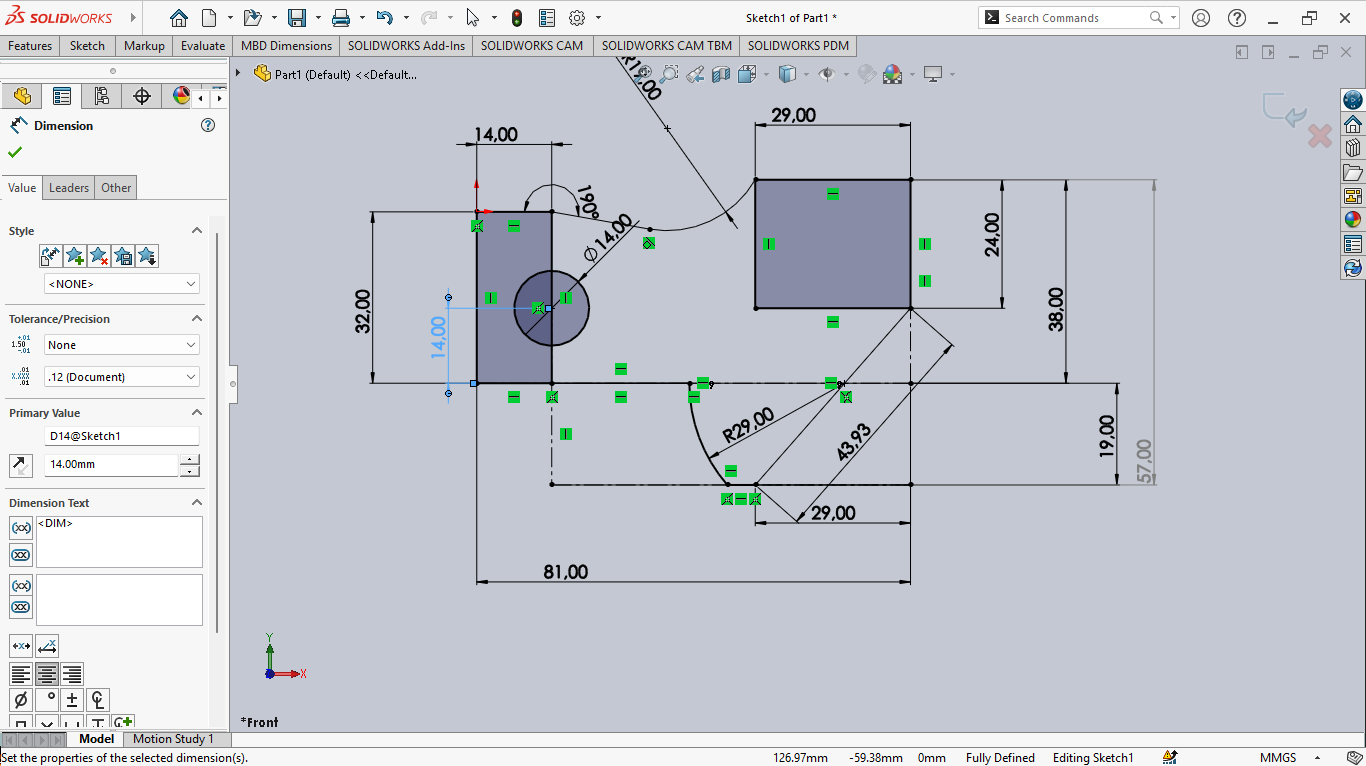 SOLIDWORKS
Sketch1 of Part1 *
Search Commands
Features Sketch Markup Evaluate MBD Dimensions SOLIDWORKS Add-Ins SOLIDWORKS CAM SOLIDWORKS CAM TBM SOLIDWORKS PDM
Part1 (Default) <<Default...
Dimension
Value Leaders Other
Style
<NONE>
Tolerance/Precision
None
.12 (Document)
Primary Value
D14@Sketch1
14.00mm
Dimension Text
<DIM>
14,00
190°
⌀14,00
29,00
24,00
38,00
32,00
14,00
R29,00
43,93
19,00
57,00
29,00
81,00
Y
X
*Front
Model Motion Study 1
Set the properties of the selected dimension(s).
126.97mm -59.38mm 0mm Fully Defined Editing Sketch1 MMGS